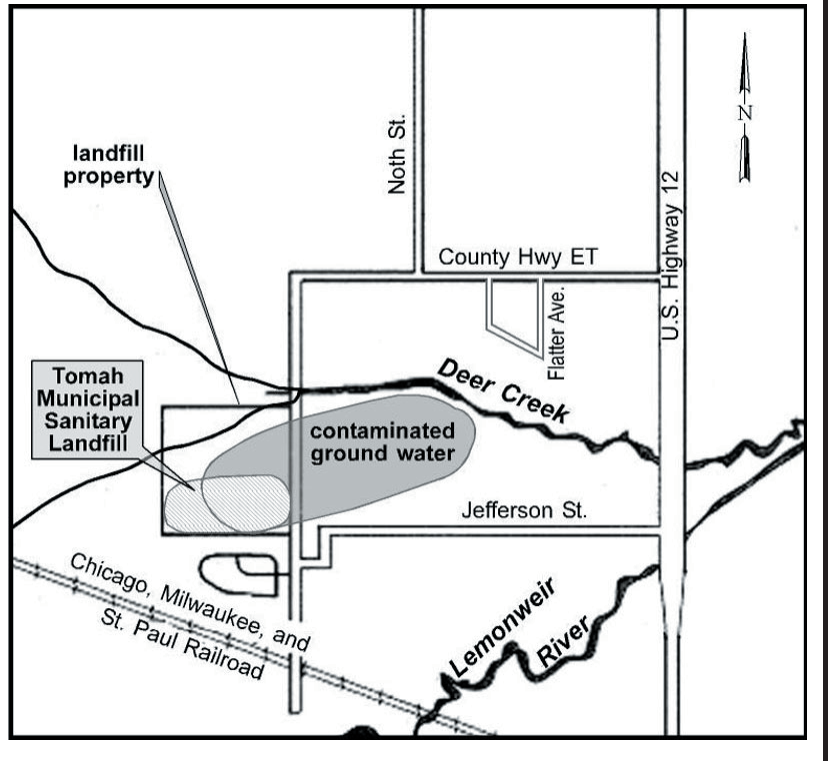 landfill
property
Noth St.
N
County Hwy ET
U.S. Highway 12
Flatter Ave.
Tomah
Municipal
Sanitary
Landfill
Deer Creek
contaminated
ground water
Jefferson St.
Chicago, Milwaukee, and
St. Paul Railroad
Lemonweir
River